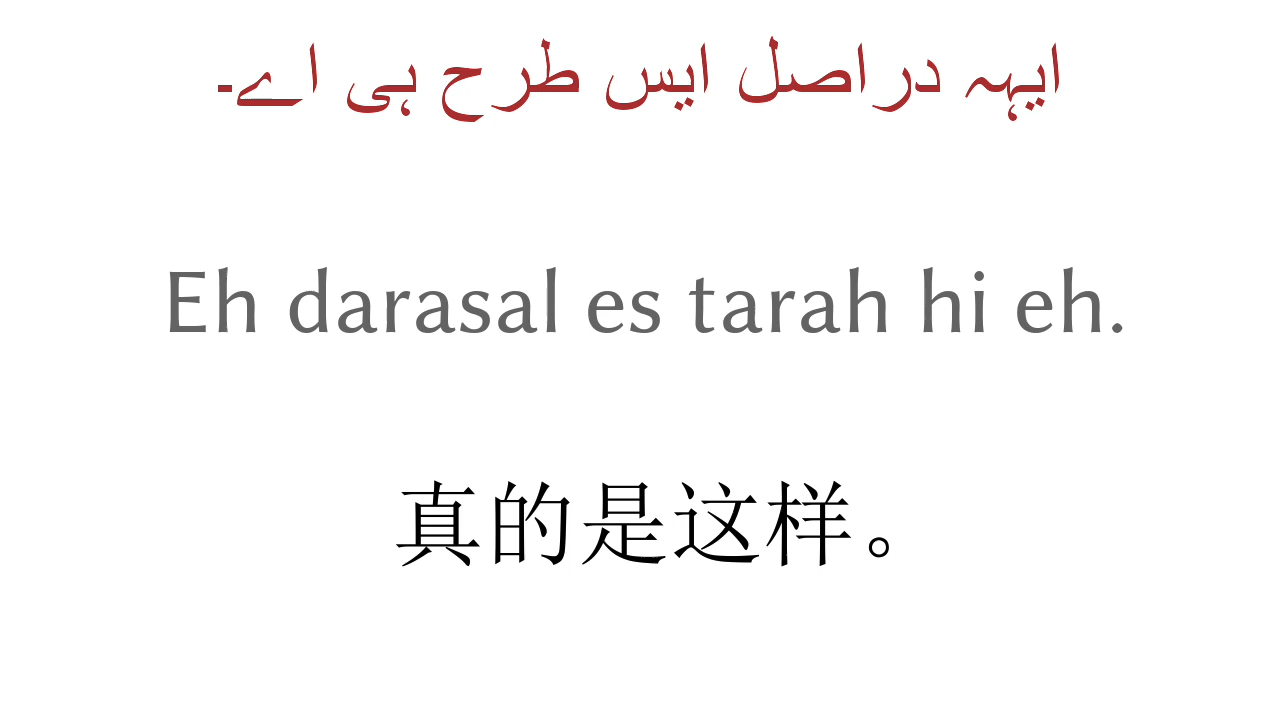 ایہہ دراصل ایس طرح ہی اے۔
Eh darasal es tarah hi eh.
真的是这样。